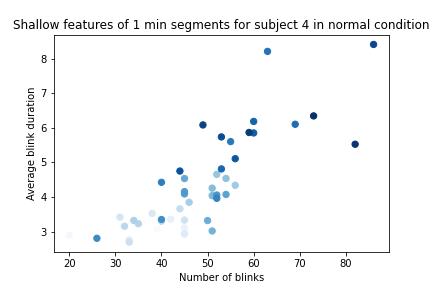 Shallow features of 1 min segments for subject 4 in normal condition
8
7
6
5
4
3
Average blink duration
20 30 40 50 60 70 80
Number of blinks